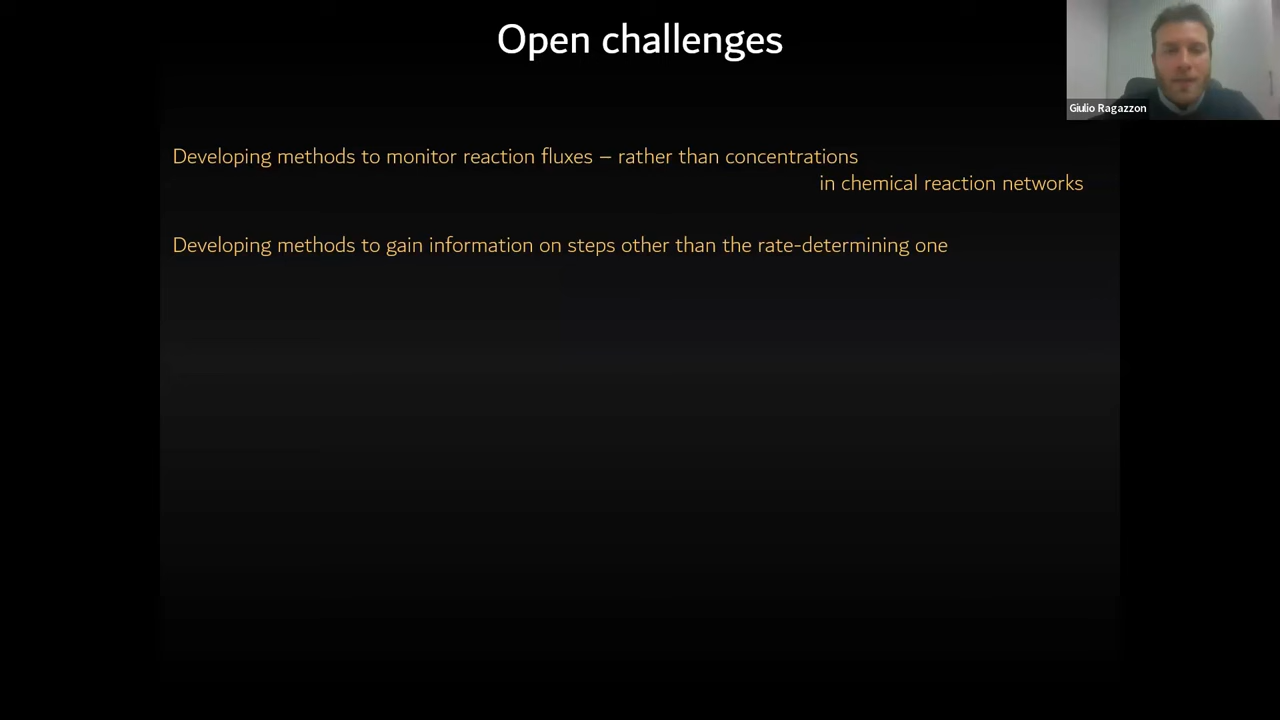 Open challenges
Giulio Ragazzon
Developing methods to monitor reaction fluxes – rather than concentrations
in chemical reaction networks
Developing methods to gain information on steps other than the rate-determining one